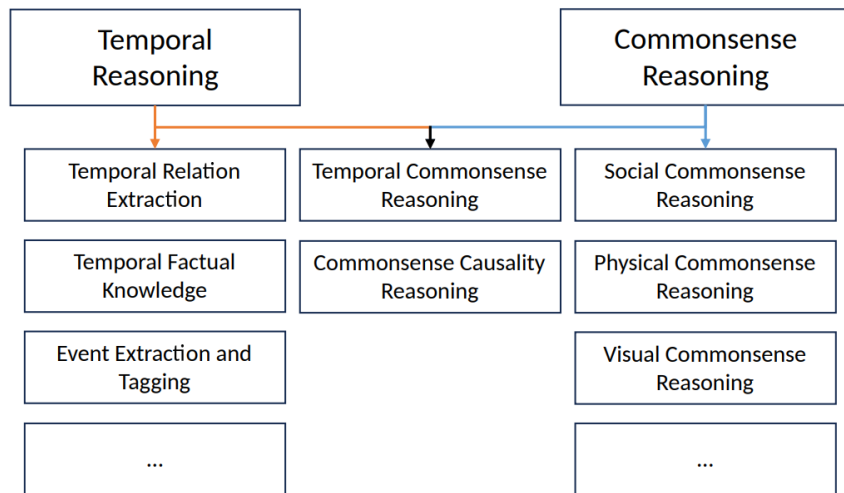 Temporal
Reasoning
Commonsense
Reasoning
Temporal Relation
Extraction
Temporal Commonsense
Reasoning
Social Commonsense
Reasoning
Temporal Factual
Knowledge
Commonsense Causality
Reasoning
Physical Commonsense
Reasoning
Event Extraction and
Tagging
Visual Commonsense
Reasoning
...
...